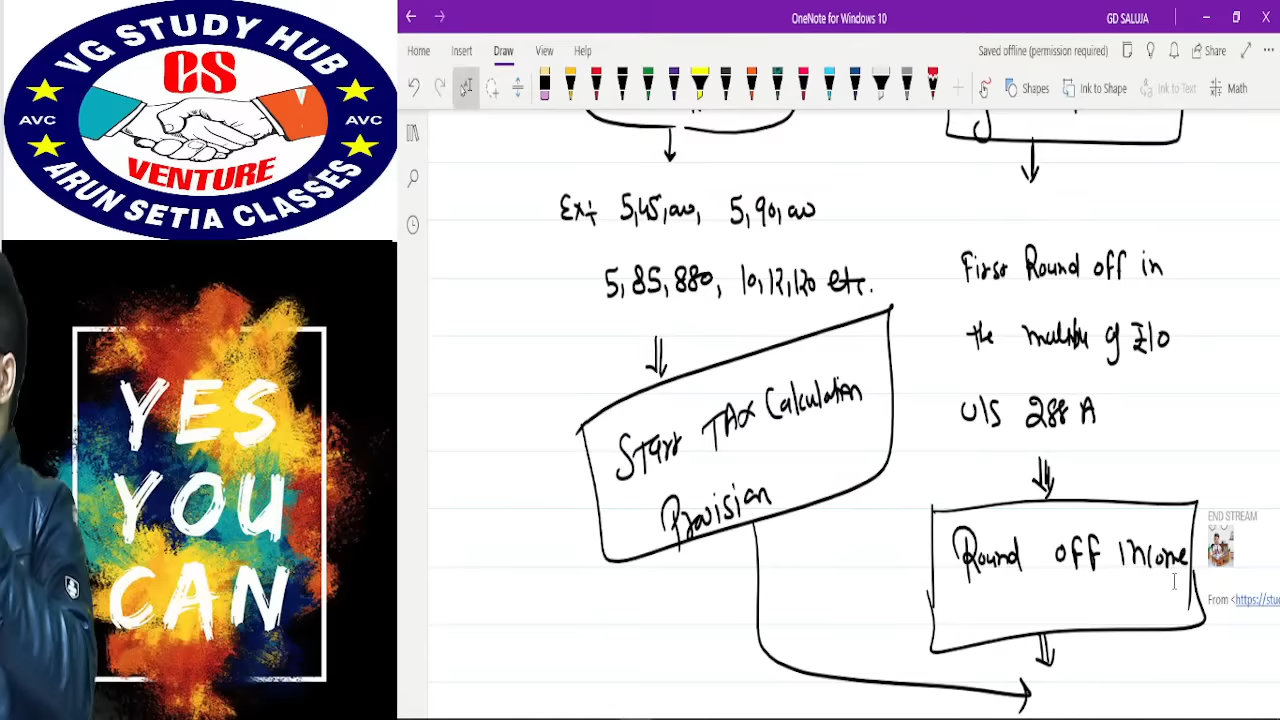 VG STUDY HUB
CS
AVC
AVC
VENTURE
ARUN SETIA CLASSES
YES
YOU
CAN
OneNote for Windows 10
GD SALUJA
Home Insert Draw View Help
Saved offline (permission required)
Share
Shapes
Ink to Shape
Ink to Text
Math
Ex:
5,45,000, 5,90,000
5,85,880, 10,12,120 etc.
Start TAX Calculation
Provision
First Round off in
the multiple of ₹10
U/S 288 A
Round off income
END STREAM
From <https://stu